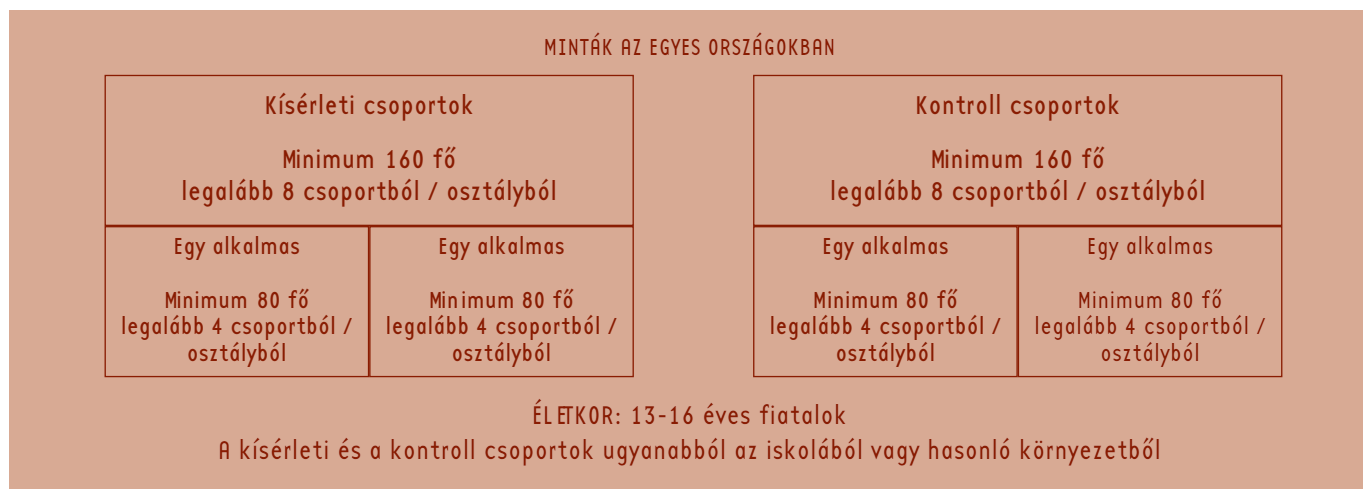 MINTÁK AZ EGYES ORSZÁGOKBAN
Kísérleti csoportok
Minimum 160 fő
legalább 8 csoportból / osztályból
Egy alkalmas
Minimum 80 fő
legalább 4 csoportból /
osztályból
Egy alkalmas
Minimum 80 fő
legalább 4 csoportból /
osztályból
Kontroll csoportok
Minimum 160 fő
legalább 8 csoportból / osztályból
Egy alkalmas
Minimum 80 fő
legalább 4 csoportból /
osztályból
Egy alkalmas
Minimum 80 fő
legalább 4 csoportból /
osztályból
ÉLETKOR: 13-16 éves fiatalok
A kísérleti és a kontroll csoportok ugyanabból az iskolából vagy hasonló környezetből